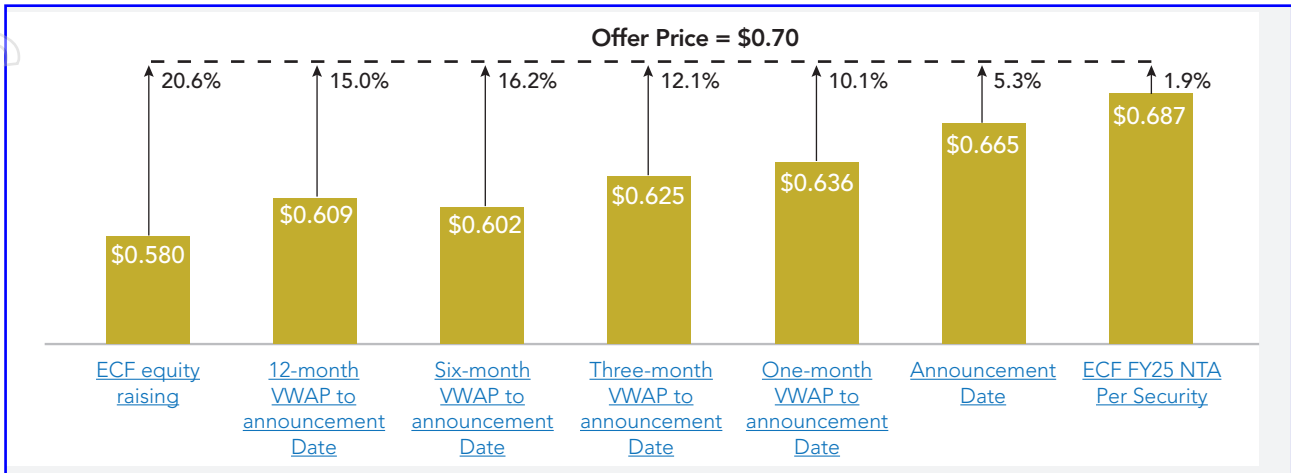 Offer Price = $0.70
20.6%
15.0%
16.2%
12.1%
10.1%
5.3%
1.9%
$0.580
$0.609
$0.602
$0.625
$0.636
$0.665
$0.687
ECF equity
raising
12-month
VWAP to
announcement
Date
Six-month
VWAP to
announcement
Date
Three-month
VWAP to
announcement
Date
One-month
VWAP to
announcement
Date
Announcement
Date
ECF FY25 NTA
Per Security